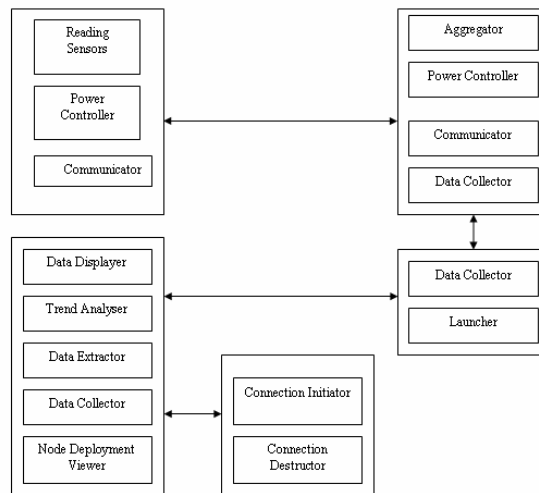 Reading
Sensors
Power
Controller
Communicator
Aggregator
Power Controller
Communicator
Data Collector
Data Displayer
Trend Analyser
Data Extractor
Data Collector
Node Deployment
Viewer
Data Collector
Launcher
Connection Initiator
Connection
Destructor